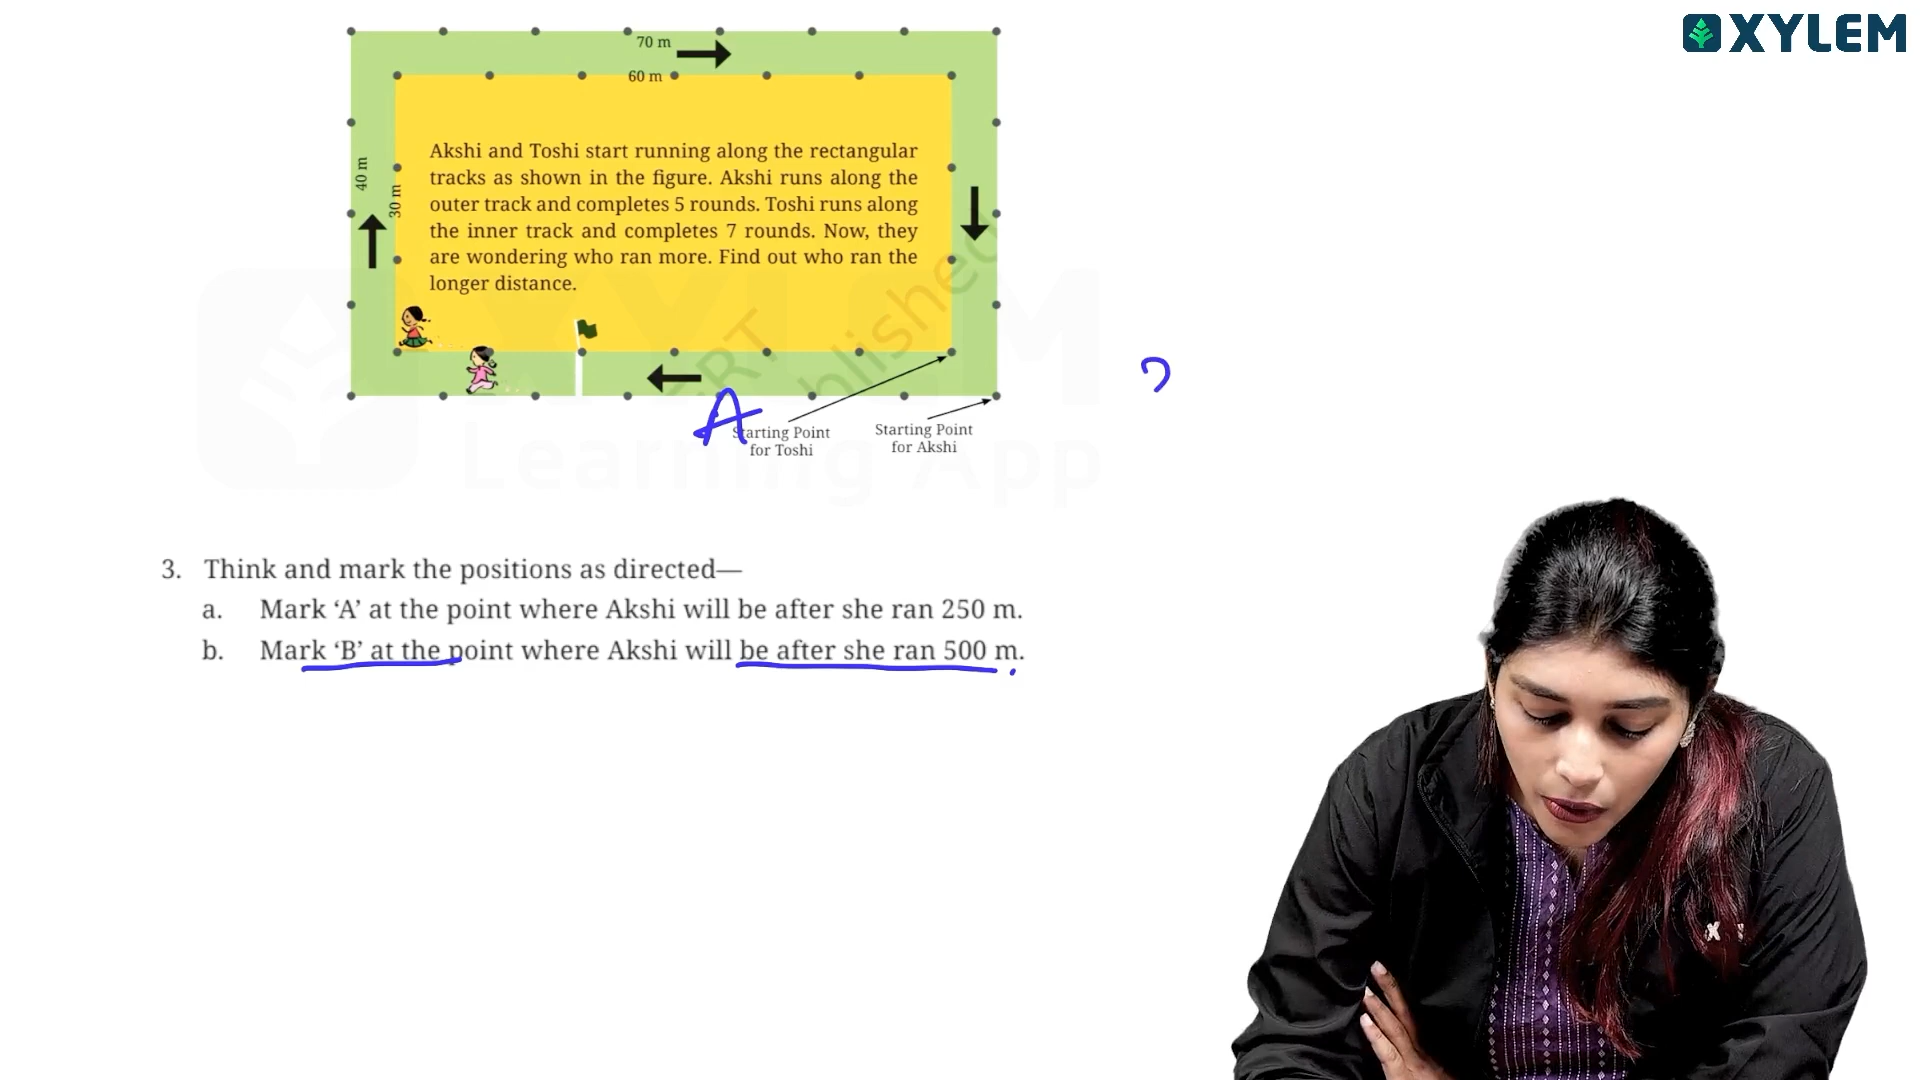 XYLEM
70 m
60 m
40 m
30 m
Akshi and Toshi start running along the rectangular
tracks as shown in the figure. Akshi runs along the
outer track and completes 5 rounds. Toshi runs along
the inner track and completes 7 rounds. Now, they
are wondering who ran more. Find out who ran the
longer distance.
A
Starting Point
for Toshi
Starting Point
for Akshi
XYLEM
Learning App
3. Think and mark the positions as directed—
a. Mark ‘A’ at the point where Akshi will be after she ran 250 m.
b. Mark ‘B’ at the point where Akshi will be after she ran 500 m.
X